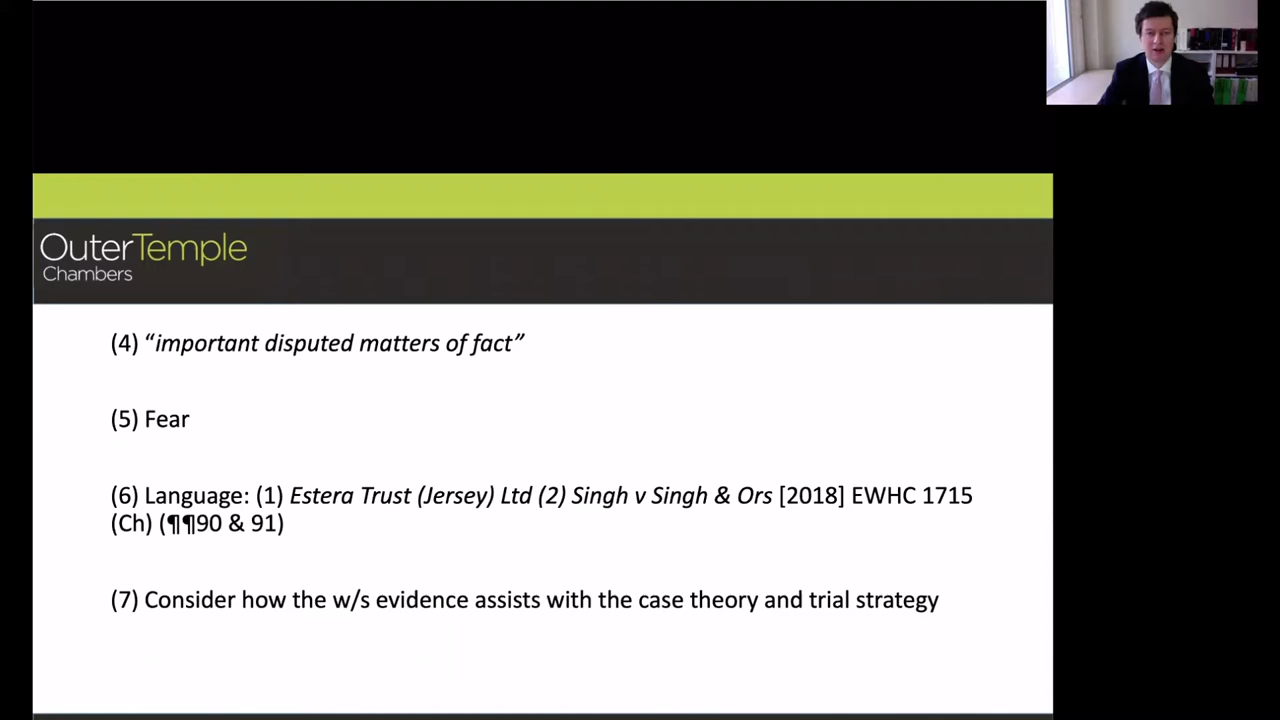 OuterTemple
Chambers
(4) “important disputed matters of fact”
(5) Fear
(6) Language: (1) Estera Trust (Jersey) Ltd (2) Singh v Singh & Ors [2018] EWHC 1715
(Ch) (¶¶90 & 91)
(7) Consider how the w/s evidence assists with the case theory and trial strategy